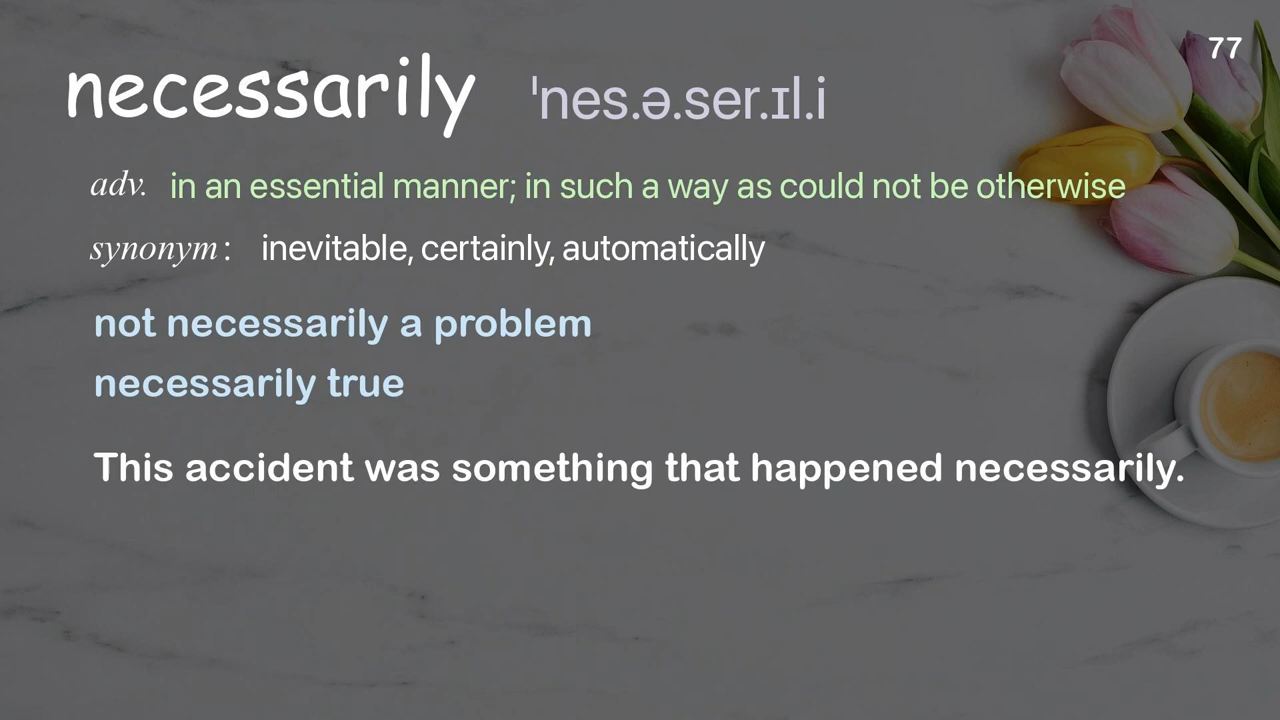 77
necessarily ˈnes.ə.ser.ɪl.i
adv. in an essential manner; in such a way as could not be otherwise
synonym: inevitable, certainly, automatically
not necessarily a problem
necessarily true
This accident was something that happened necessarily.